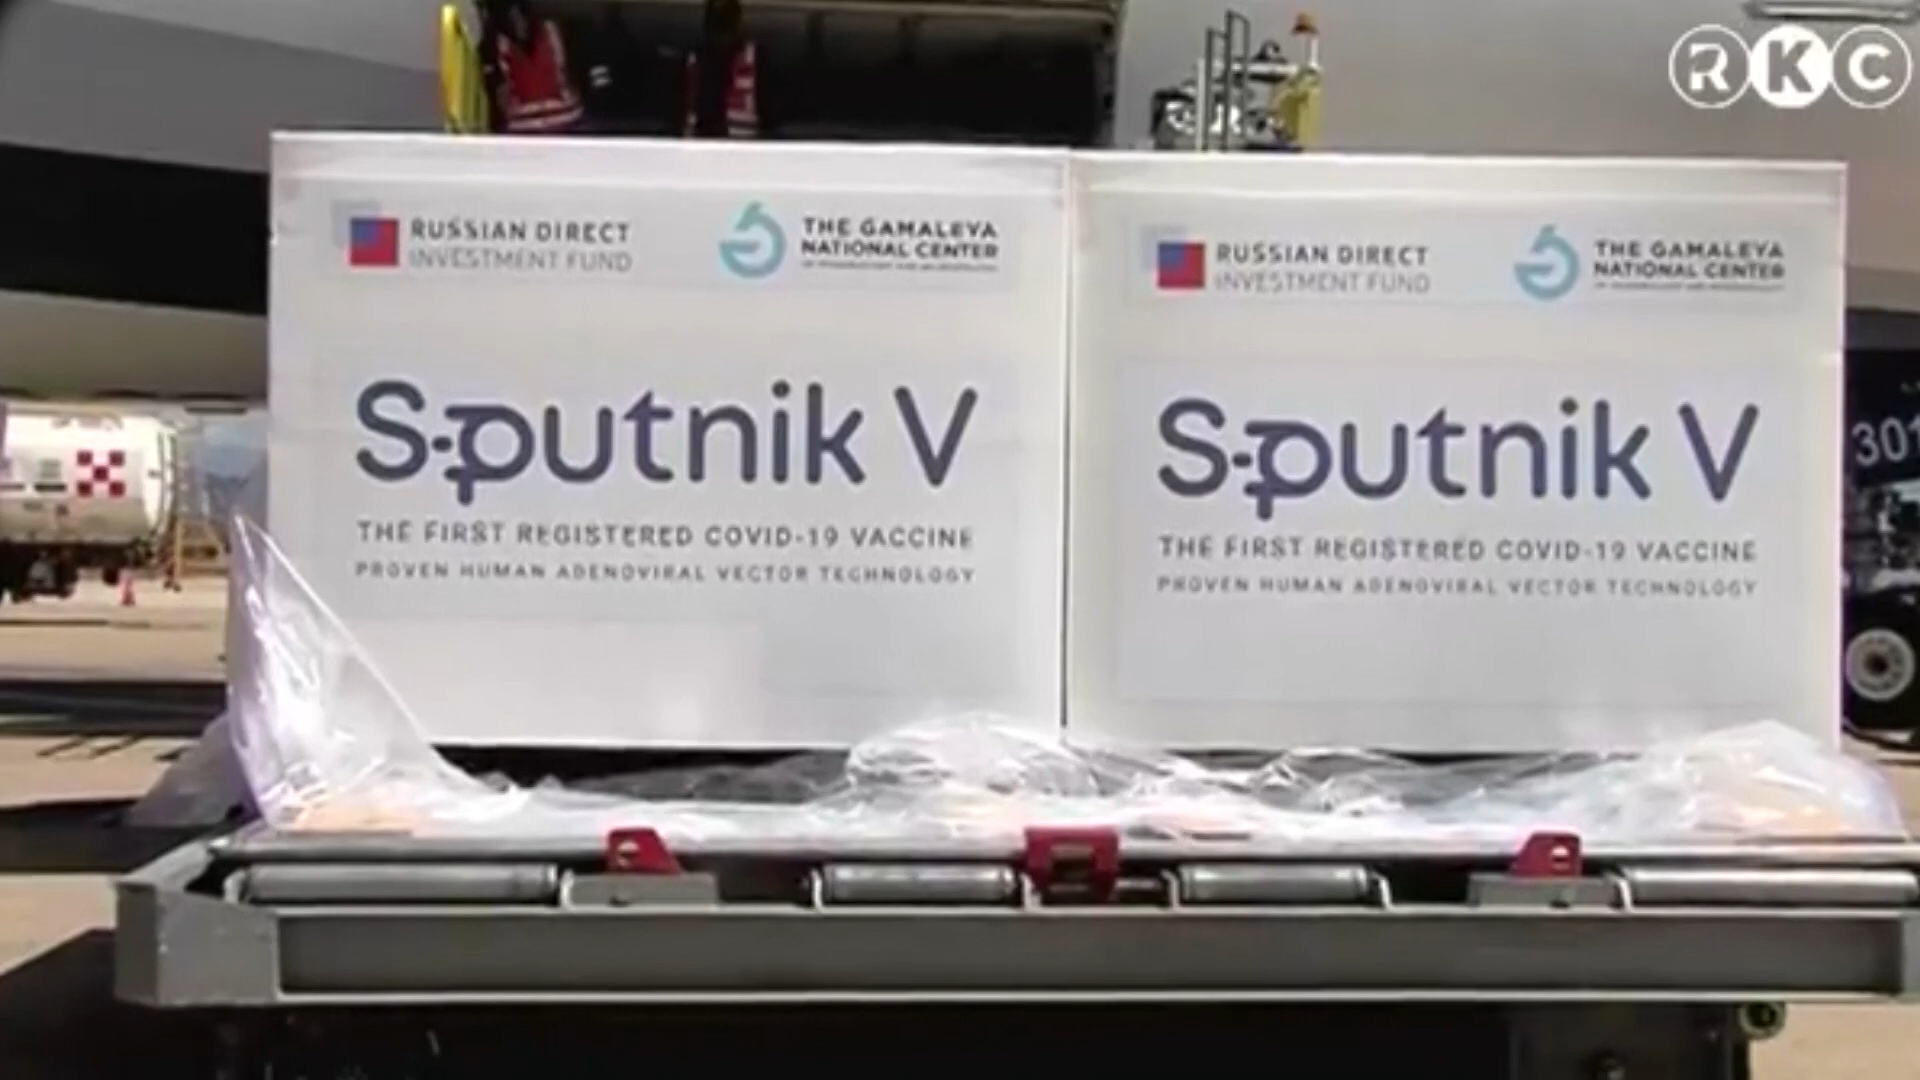 RKC
RUSSIAN DIRECT
INVESTMENT FUND
THE GAMALEYA
NATIONAL CENTER
Sputnik V
THE FIRST REGISTERED COVID-19 VACCINE
PROVEN HUMAN ADENOVIRAL VECTOR TECHNOLOGY
RUSSIAN DIRECT
INVESTMENT FUND
THE GAMALEYA
NATIONAL CENTER
Sputnik V
THE FIRST REGISTERED COVID-19 VACCINE
PROVEN HUMAN ADENOVIRAL VECTOR TECHNOLOGY
301